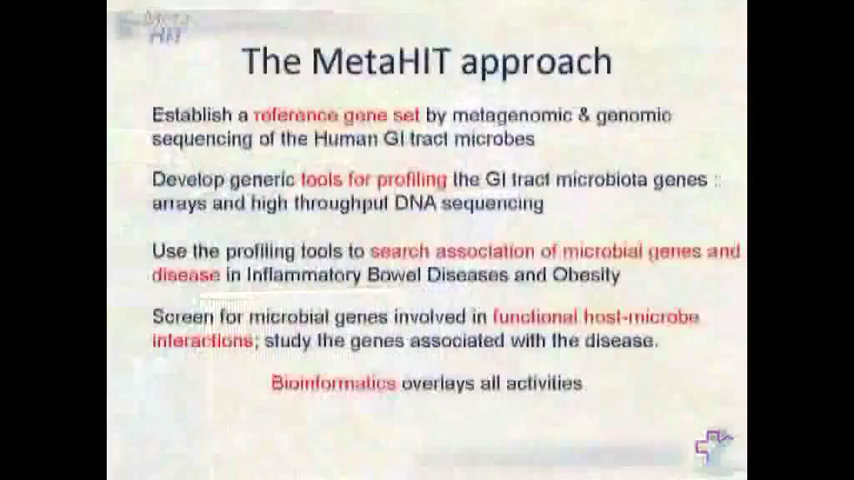 META
HIT
The MetaHIT approach
Establish a reference gene set by metagenomic & genomic
sequencing of the Human GI tract microbes
Develop generic tools for profiling the GI tract microbiota genes :
arrays and high throughput DNA sequencing
Use the profiling tools to search association of microbial genes and
disease in Inflammatory Bowel Diseases and Obesity
Screen for microbial genes involved in functional host-microbe
interactions; study the genes associated with the disease.
Bioinformatics overlays all activities